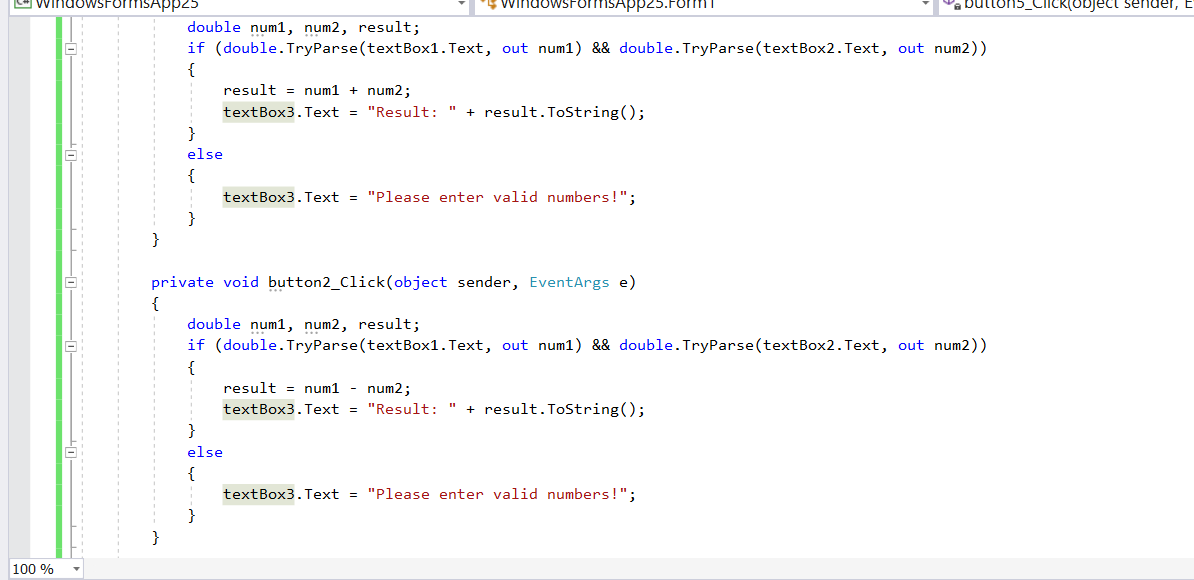 WindowsFormsApp25 WindowsFormsApp25.Form1 button5_Click(object sender, E
double num1, num2, result;
if (double.TryParse(textBox1.Text, out num1) && double.TryParse(textBox2.Text, out num2))
{
result = num1 + num2;
textBox3.Text = "Result: " + result.ToString();
}
else
{
textBox3.Text = "Please enter valid numbers!";
}
}
private void button2_Click(object sender, EventArgs e)
{
double num1, num2, result;
if (double.TryParse(textBox1.Text, out num1) && double.TryParse(textBox2.Text, out num2))
{
result = num1 - num2;
textBox3.Text = "Result: " + result.ToString();
}
else
{
textBox3.Text = "Please enter valid numbers!";
}
}
100 %